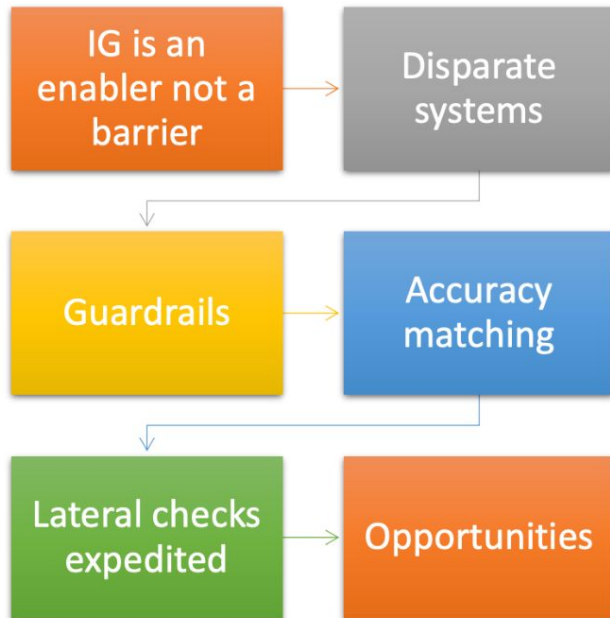 IG is an
enabler not a
barrier
Disparate
systems
Guardrails
Accuracy
matching
Lateral checks
expedited
Opportunities